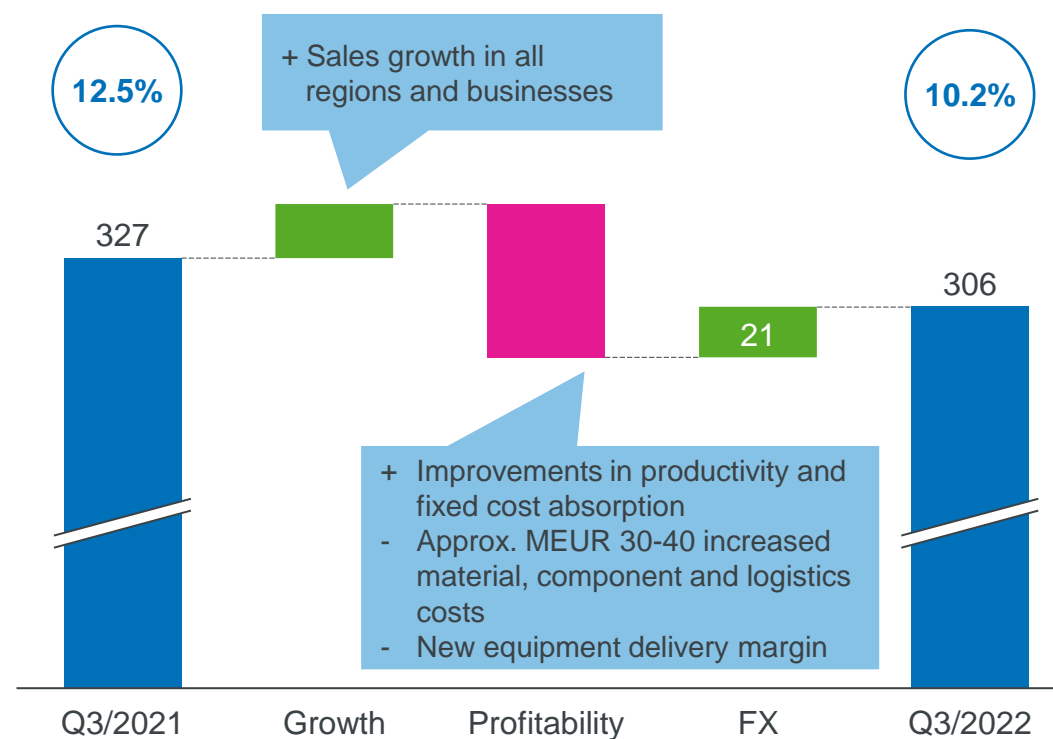 + Sales growth in all
regions and businesses
12.5%
10.2%
327
306
21
+ Improvements in productivity and
fixed cost absorption
- Approx. MEUR 30-40 increased
material, component and logistics
costs
- New equipment delivery margin
Q3/2021
Growth
Profitability
FX
Q3/2022